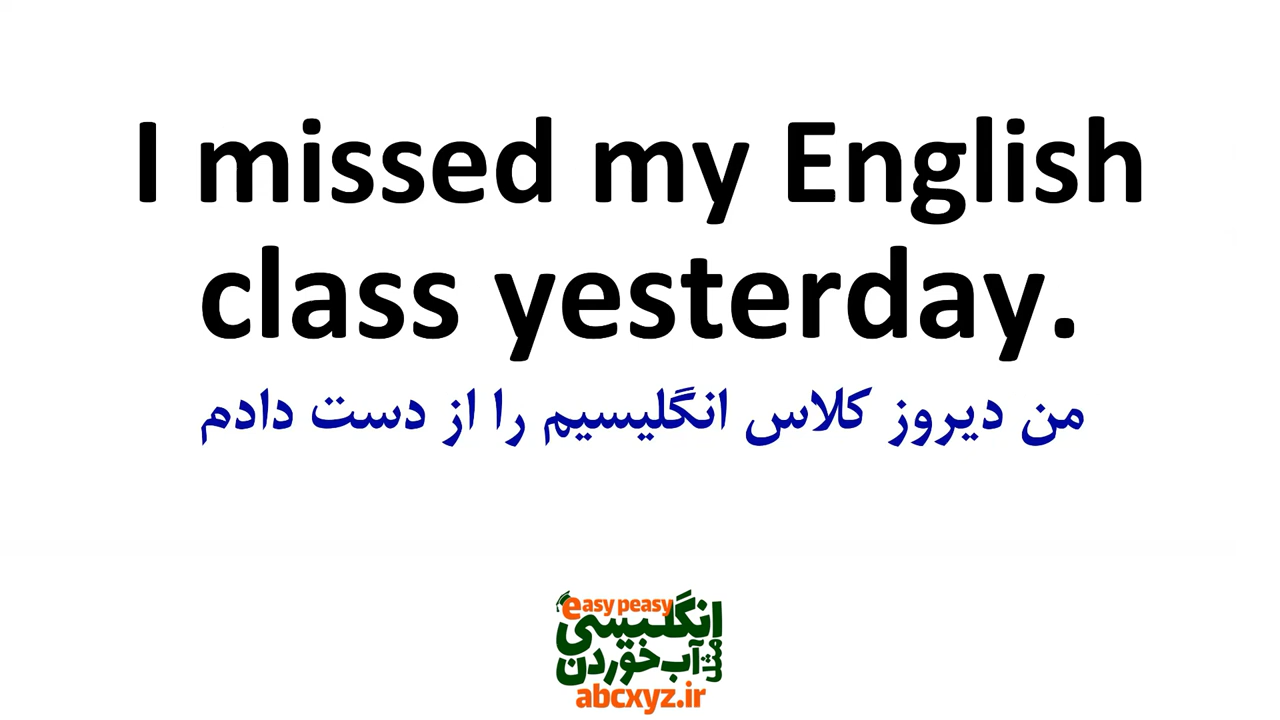 I missed my English
class yesterday.
من دیروز کلاس انگلیسیم را از دست دادم
easy peasy
انگلیسی
مثل آب خوردن
abcxyz.ir